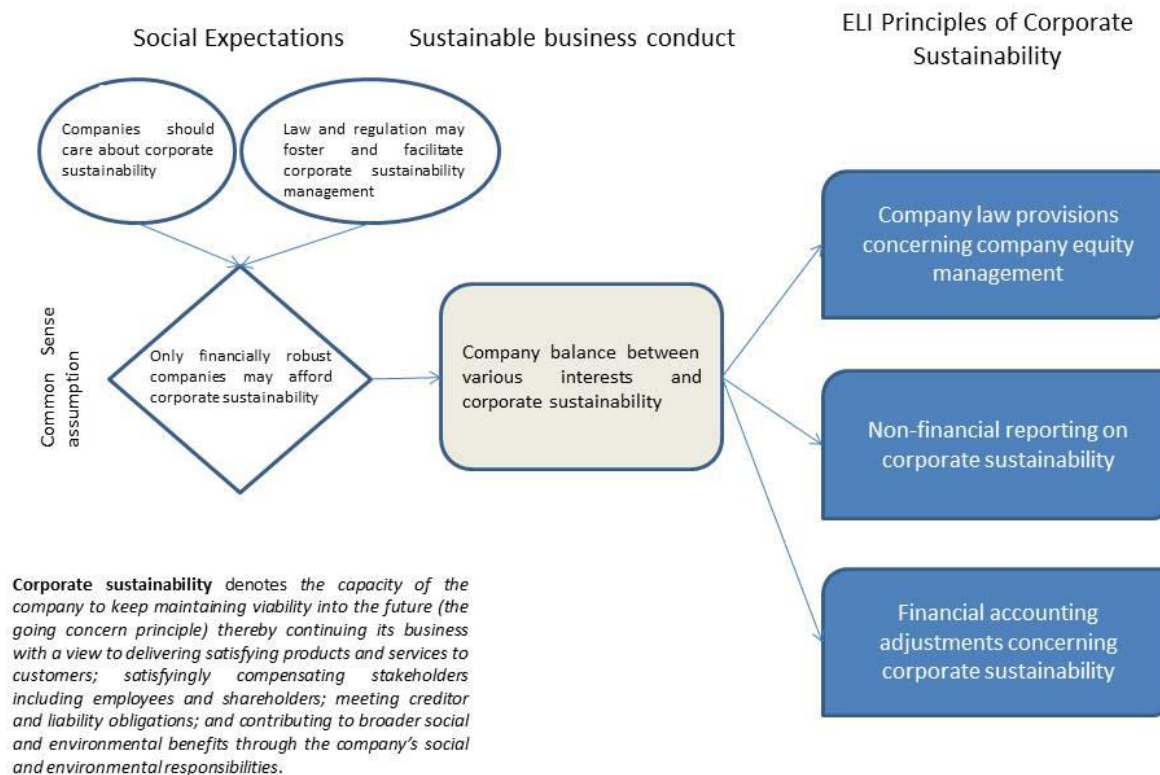 Social Expectations
Sustainable business conduct
ELI Principles of Corporate
Sustainability
Companies should
care about corporate
sustainability
Law and regulation may
foster and facilitate
corporate sustainability
management
Common Sense
assumption
Only financially robust
companies may afford
corporate sustainability
Company balance between
various interests and
corporate sustainability
Company law provisions
concerning company equity
management
Non-financial reporting on
corporate sustainability
Financial accounting
adjustments concerning
corporate sustainability
Corporate sustainability denotes the capacity of the
company to keep maintaining viability into the future (the
going concern principle) thereby continuing its business
with a view to delivering satisfying products and services to
customers; satisfyingly compensating stakeholders
including employees and shareholders; meeting creditor
and liability obligations; and contributing to broader social
and environmental benefits through the company's social
and environmental responsibilities.